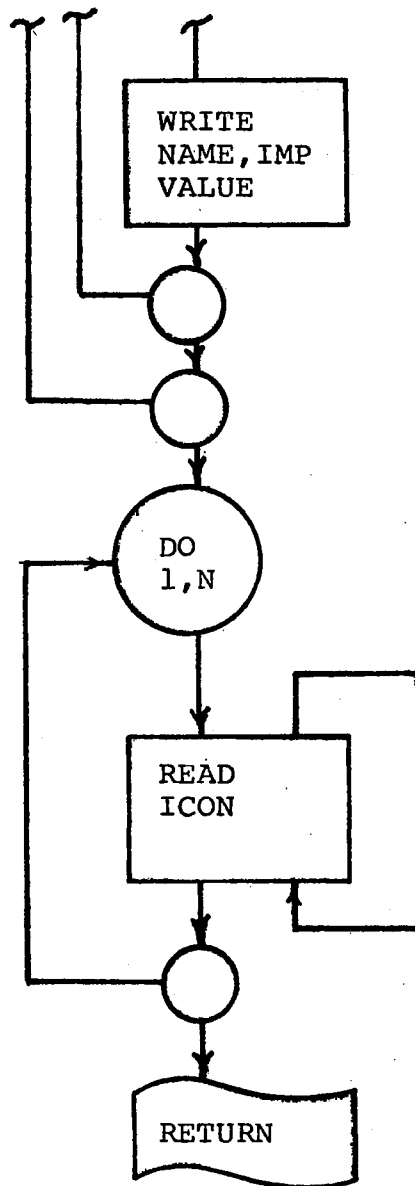 WRITE
NAME,IMP
VALUE
DO
1,N
READ
ICON
RETURN